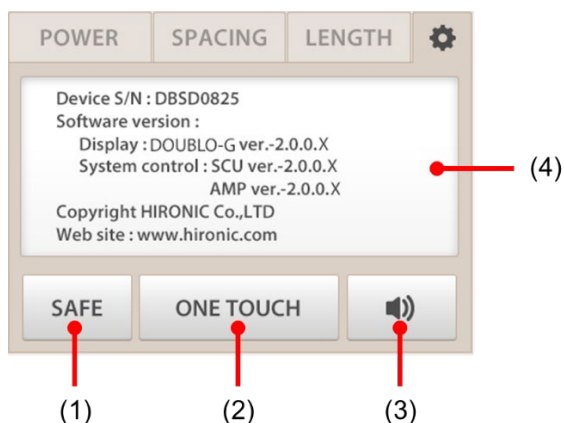 POWER SPACING LENGTH
Device S/N : DBSD0825
Software version :
Display : DOUBLO-G ver.-2.0.0.X
System control : SCU ver.-2.0.0.X
AMP ver.-2.0.0.X
Copyright HIRONIC Co.,LTD
Web site : www.hironic.com
(4)
SAFE ONE TOUCH
(1) (2) (3)